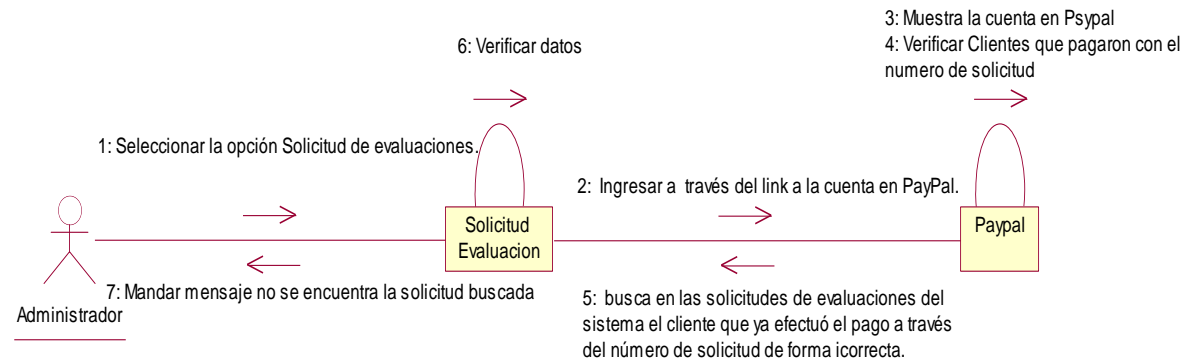 3: Muestra la cuenta en Psypal
4: Verificar Clientes que pagaron con el
numero de solicitud
6: Verificar datos
1: Seleccionar la opción Solicitud de evaluaciones.
2: Ingresar a través del link a la cuenta en PayPal.
Solicitud
Evaluacion
Paypal
7: Mandar mensaje no se encuentra la solicitud buscada
Administrador
5: busca en las solicitudes de evaluaciones del
sistema el cliente que ya efectuó el pago a través
del número de solicitud de forma icorrecta.